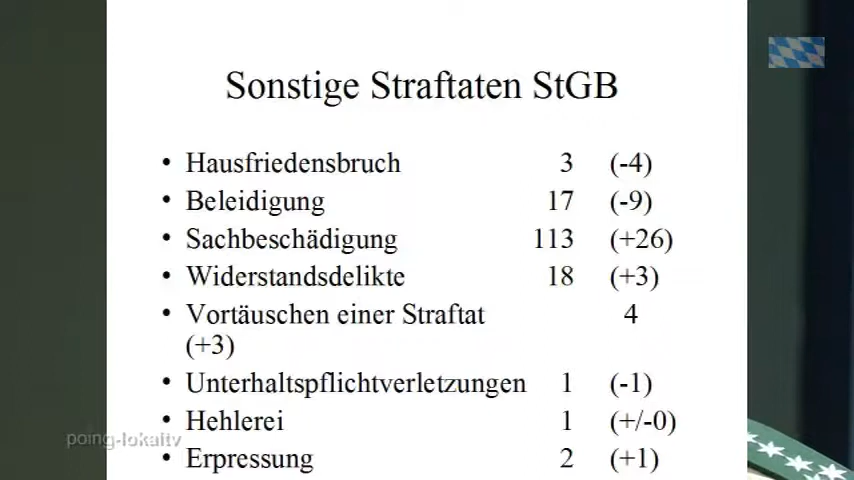 Sonstige Straftaten StGB
• Hausfriedensbruch 3 (-4)
• Beleidigung 17 (-9)
• Sachbeschädigung 113 (+26)
• Widerstandsdelikte 18 (+3)
• Vortäuschen einer Straftat 4
(+3)
• Unterhaltspflichtverletzungen 1 (-1)
• Hehlerei 1 (+/-0)
• Erpressung 2 (+1)
poing-lokaltv